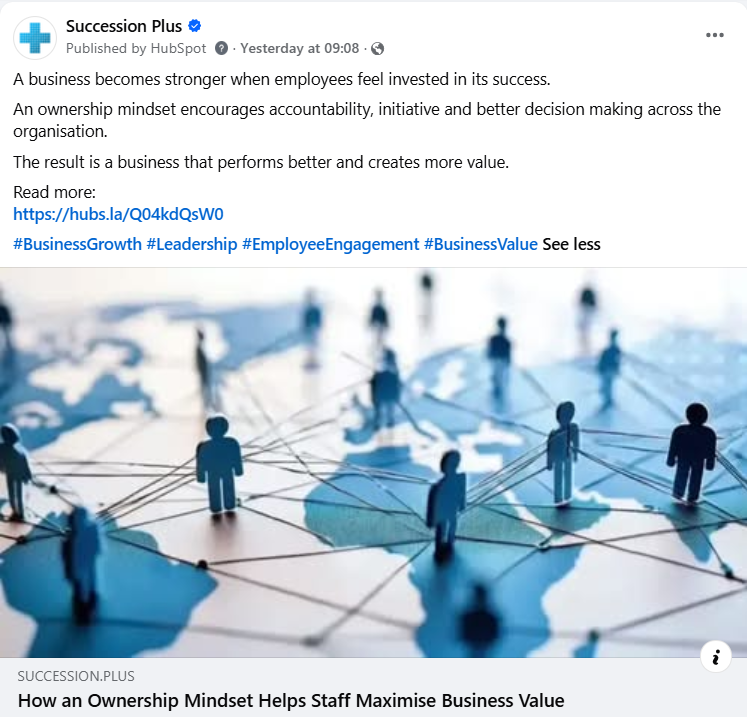 Succession Plus
Published by HubSpot · Yesterday at 09:08 ·
A business becomes stronger when employees feel invested in its success.
An ownership mindset encourages accountability, initiative and better decision making across the
organisation.
The result is a business that performs better and creates more value.
Read more:
https://hubs.la/Q04kdQsW0
#BusinessGrowth #Leadership #EmployeeEngagement #BusinessValue See less
SUCCESSION.PLUS
How an Ownership Mindset Helps Staff Maximise Business Value